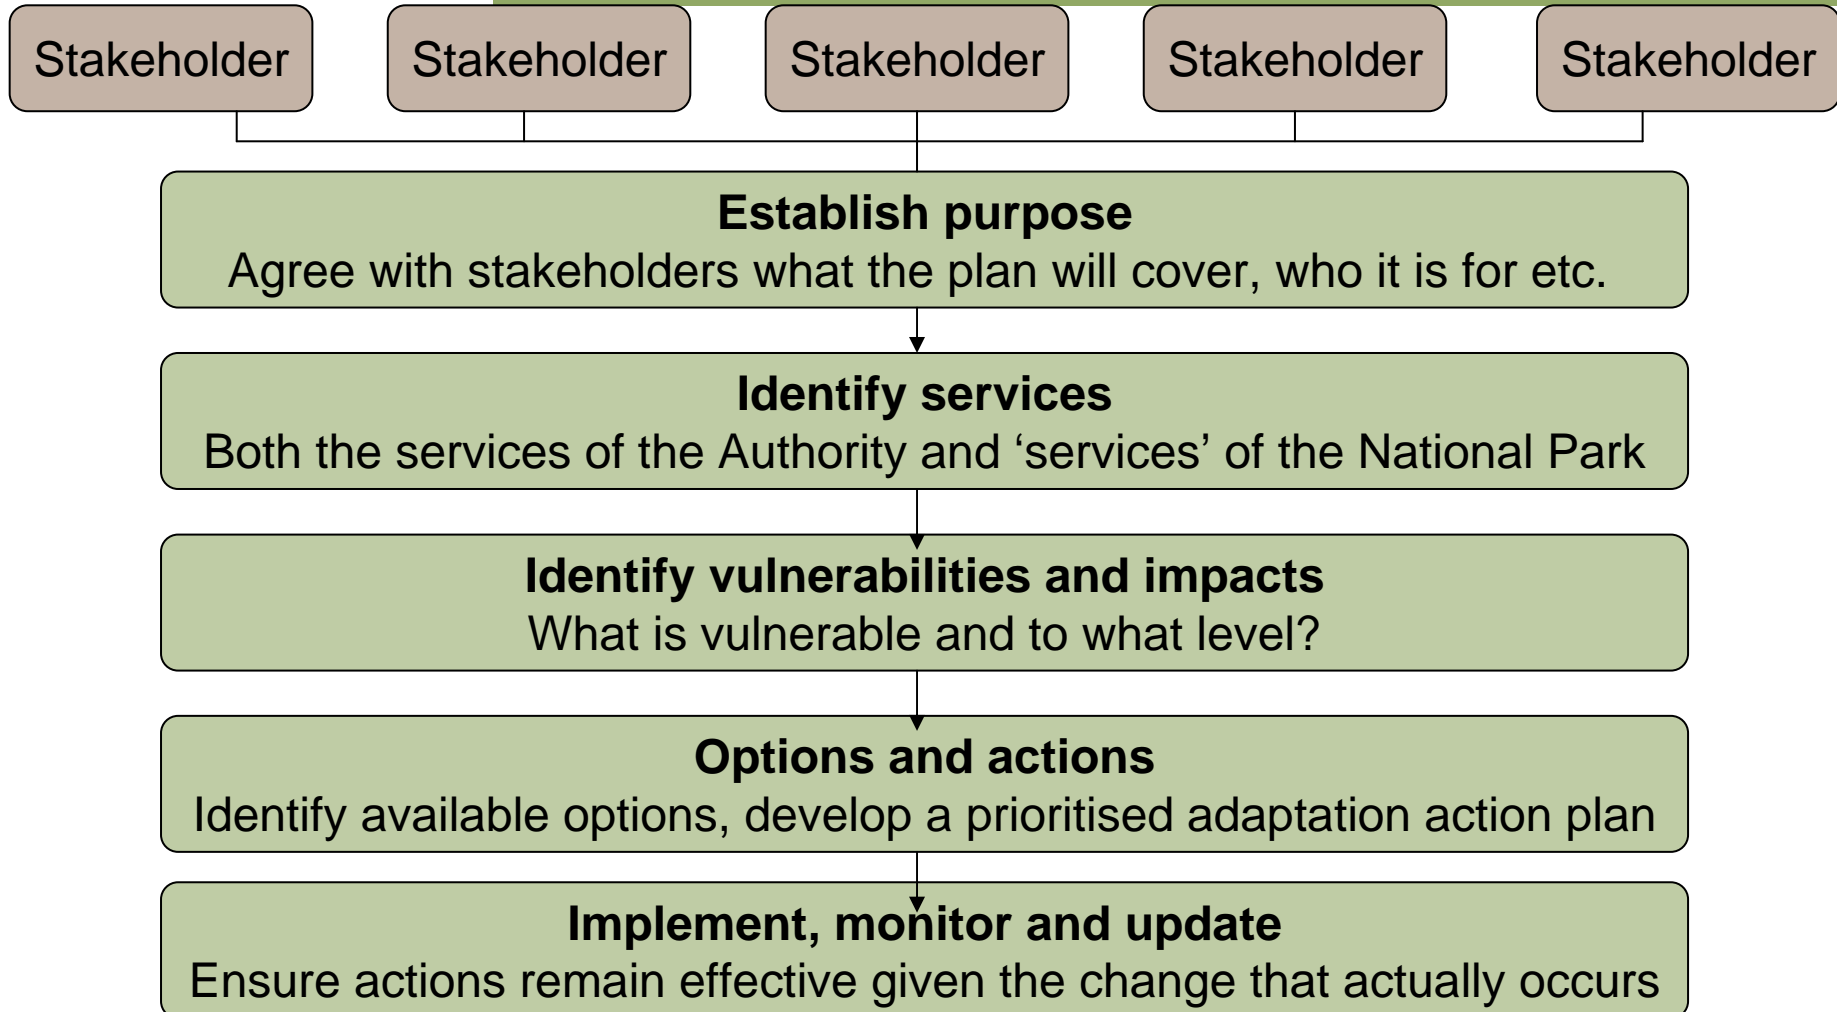 Stakeholder Stakeholder Stakeholder Stakeholder Stakeholder
Establish purpose
Agree with stakeholders what the plan will cover, who it is for etc.
Identify services
Both the services of the Authority and ‘services’ of the National Park
Identify vulnerabilities and impacts
What is vulnerable and to what level?
Options and actions
Identify available options, develop a prioritised adaptation action plan
Implement, monitor and update
Ensure actions remain effective given the change that actually occurs